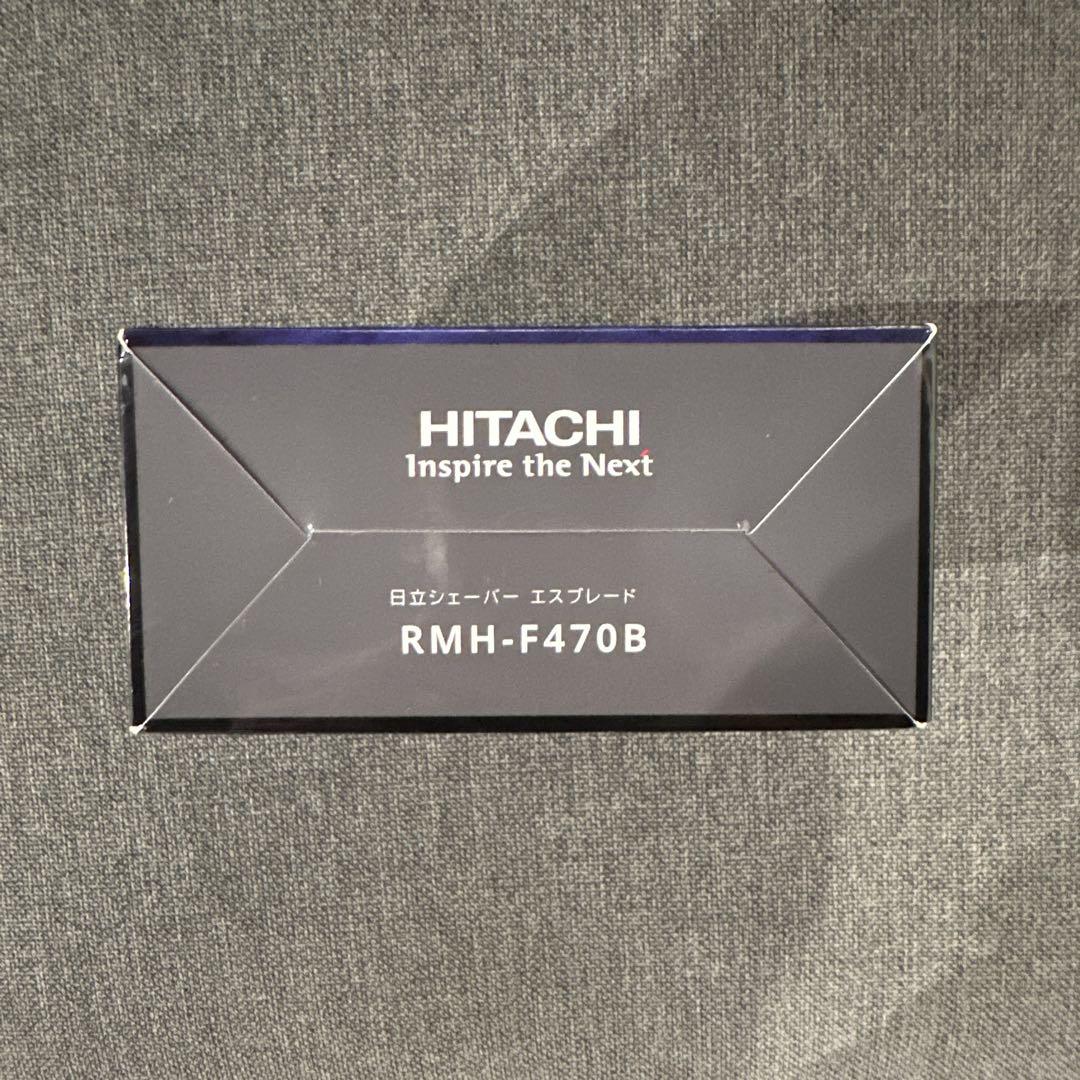 HITACHI
Inspire the Next
日立シェーバー エスブレード
RMH-F470B